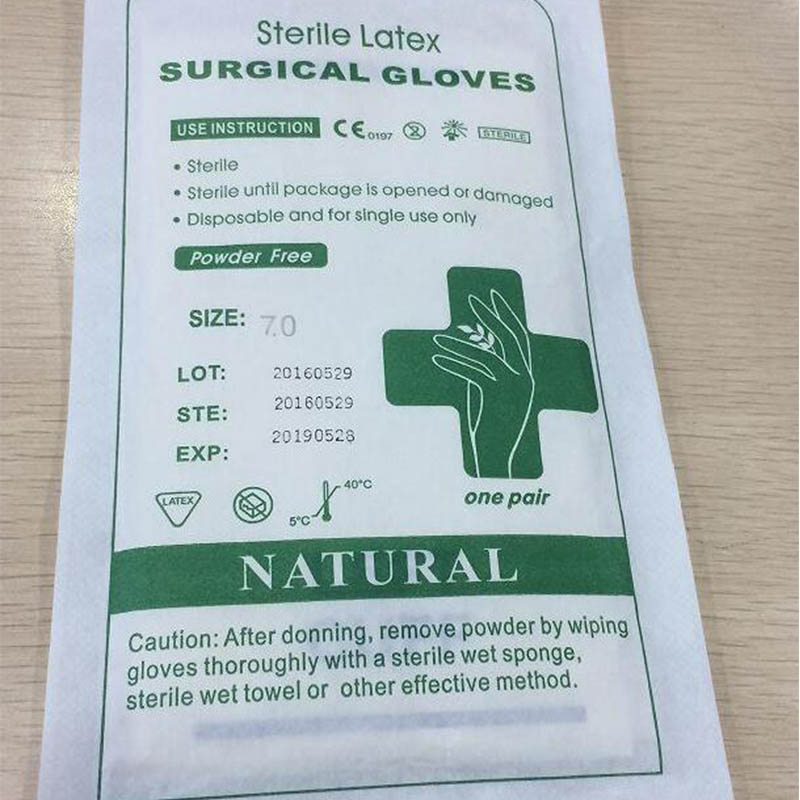 Sterile Latex
SURGICAL GLOVES
USE INSTRUCTION CE 0197 STERILE
• Sterile
• Sterile until package is opened or damaged
• Disposable and for single use only
Powder Free
SIZE: 7.0
LOT: 20160529
STE: 20160529
EXP: 20190528
LATEX 5°C 40°C
one pair
NATURAL
Caution: After donning, remove powder by wiping
gloves thoroughly with a sterile wet sponge,
sterile wet towel or other effective method.